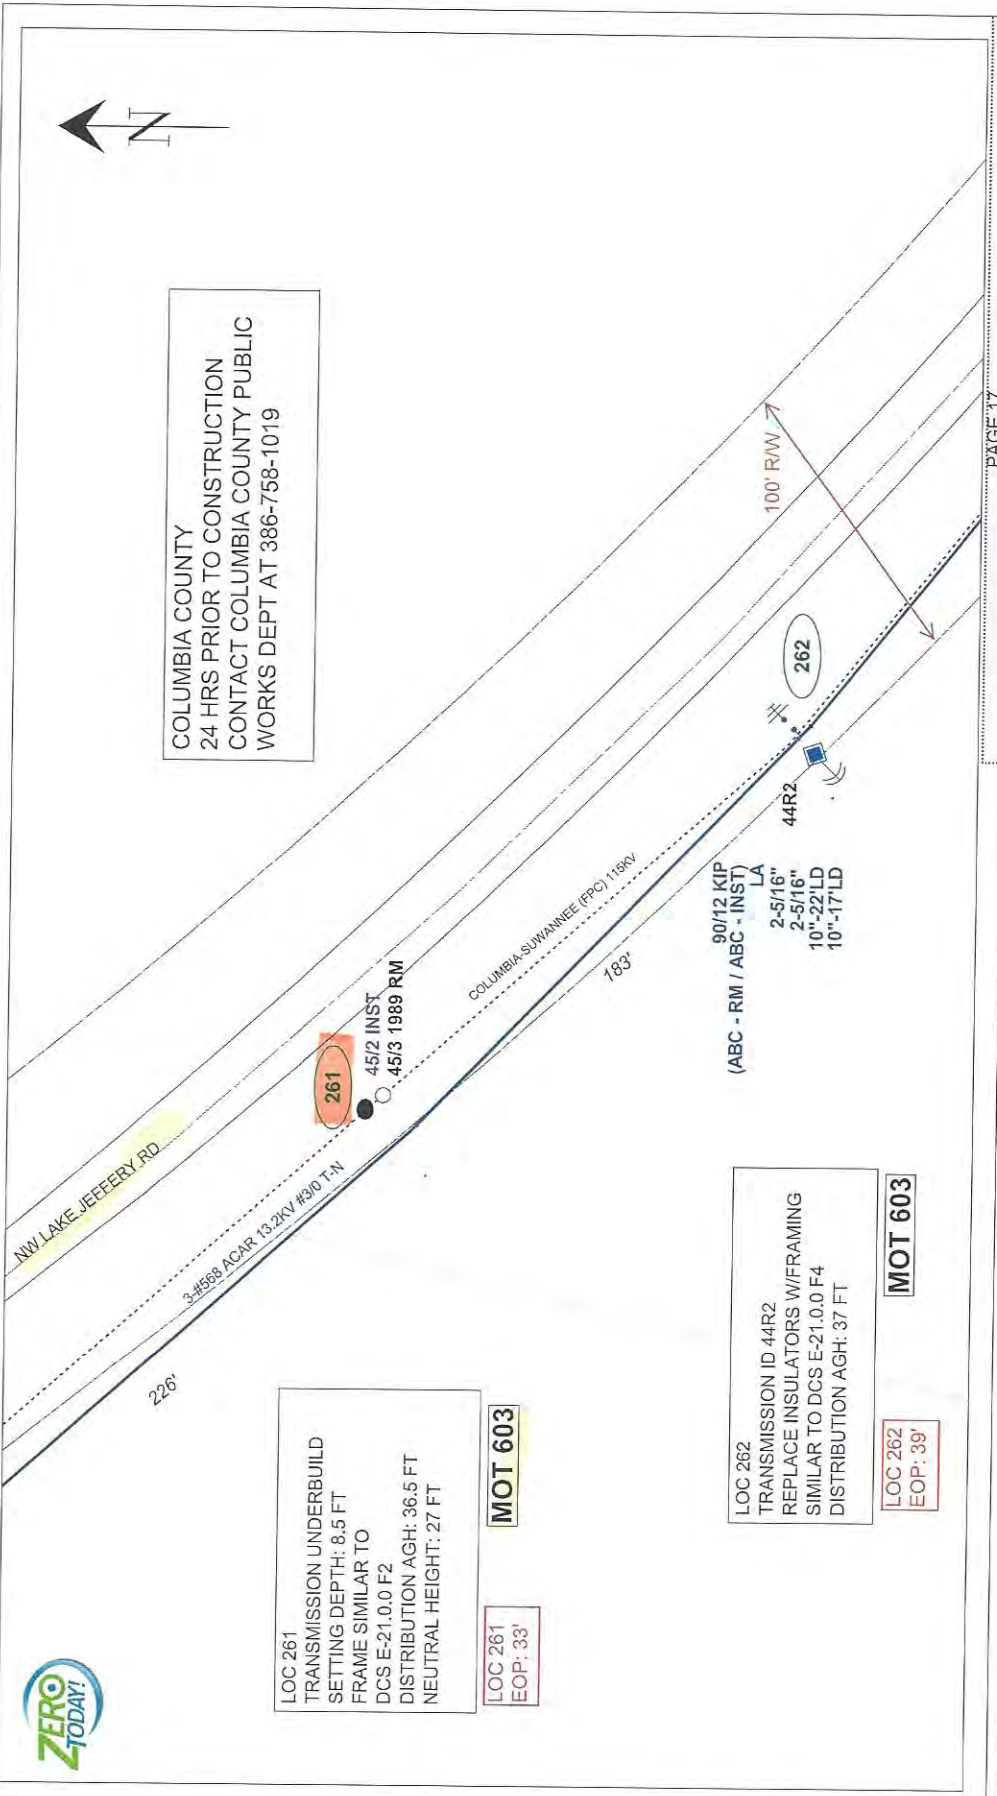 ZERO
TODAY!
N
COLUMBIA COUNTY
24 HRS PRIOR TO CONSTRUCTION
CONTACT COLUMBIA COUNTY PUBLIC
WORKS DEPT AT 386-758-1019
NW LAKE JEFFERY RD
226'
3-#568 ACAR 13.2KV #3/0 T-N
261
45/2 INST
45/3 1989 RM
COLUMBIA-SUWANNEE (FPC) 115KV
183'
100' R/W
262
44R2
90/12 KIP
(ABC - RM / ABC - INST)
LA
2-5/16"
2-5/16"
10"-22'LD
10"-17'LD
LOC 261
TRANSMISSION UNDERBUILD
SETTING DEPTH: 8.5 FT
FRAME SIMILAR TO
DCS E-21.0.0 F2
DISTRIBUTION AGH: 36.5 FT
NEUTRAL HEIGHT: 27 FT
LOC 261
EOP: 33'
MOT 603
LOC 262
TRANSMISSION ID 44R2
REPLACE INSULATORS W/FRAMING
SIMILAR TO DCS E-21.0.0 F4
DISTRIBUTION AGH: 37 FT
LOC 262
EOP: 39'
MOT 603
PAGE 17